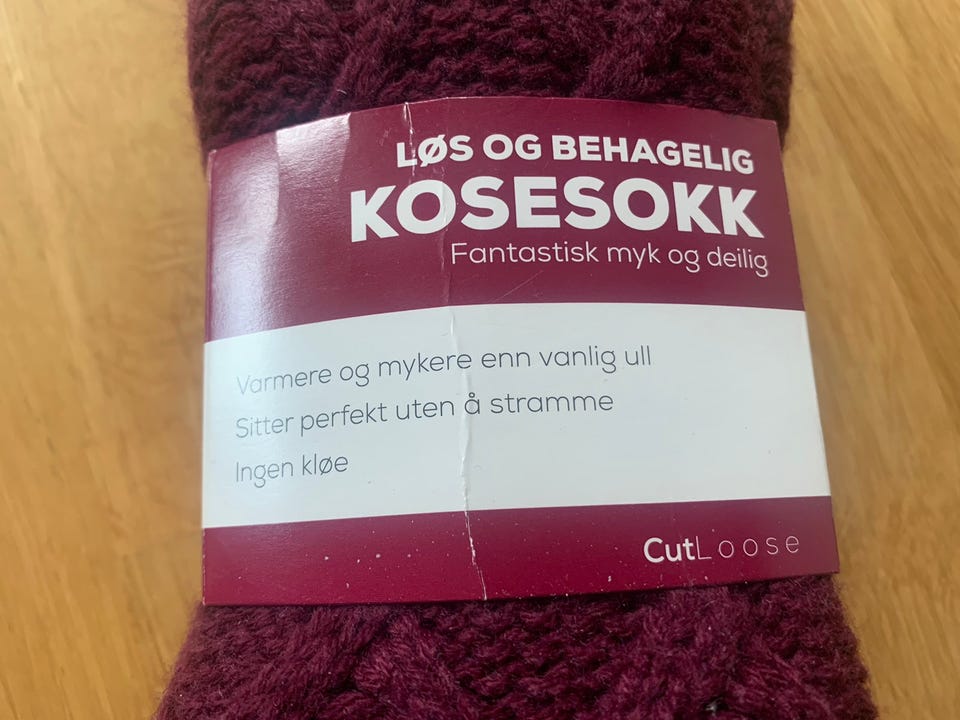 LØS OG BEHAGELIG
KOSESOKK
Fantastisk myk og deilig
Varmere og mykere enn vanlig ull
Sitter perfekt uten å stramme
Ingen kløe
CutLoose